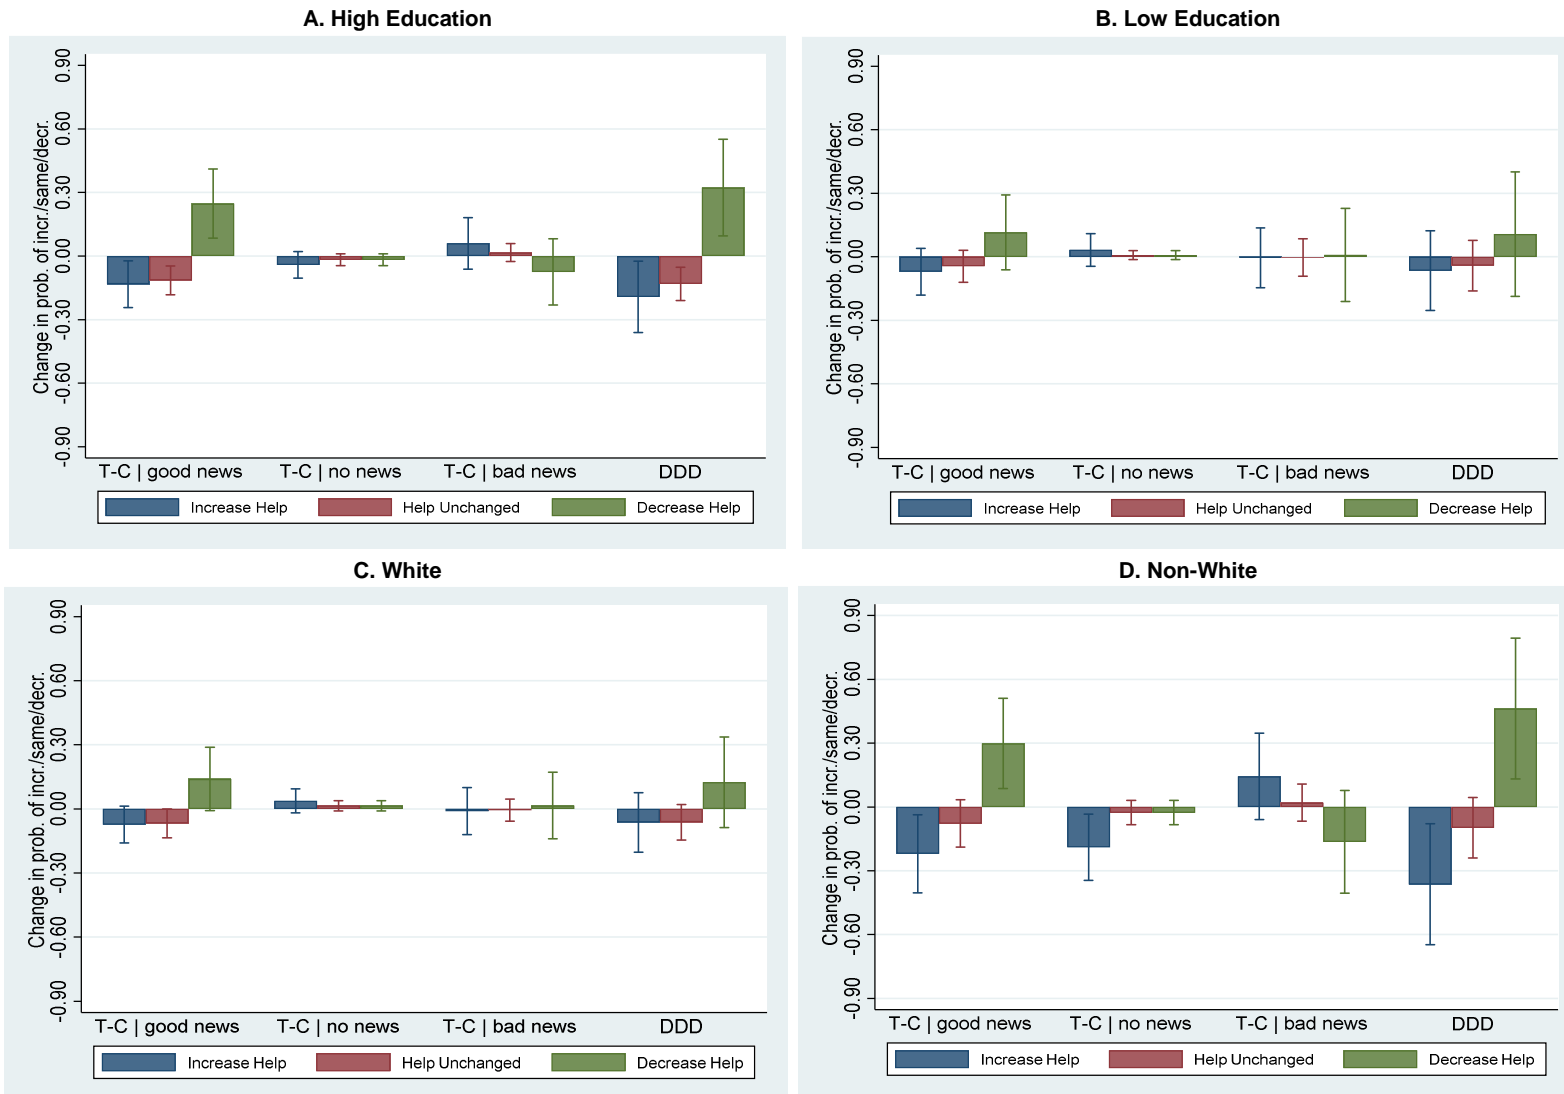 A. High Education
Change in prob. of incr./same/decr.
0.90
0.60
0.30
0.00
-0.30
-0.60
-0.90
T-C | good news T-C | no news T-C | bad news DDD
Increase Help Help Unchanged Decrease Help
B. Low Education
Change in prob. of incr./same/decr.
0.90
0.60
0.30
0.00
-0.30
-0.60
-0.90
T-C | good news T-C | no news T-C | bad news DDD
Increase Help Help Unchanged Decrease Help
C. White
Change in prob. of incr./same/decr.
0.90
0.60
0.30
0.00
-0.30
-0.60
-0.90
T-C | good news T-C | no news T-C | bad news DDD
Increase Help Help Unchanged Decrease Help
D. Non-White
Change in prob. of incr./same/decr.
0.90
0.60
0.30
0.00
-0.30
-0.60
-0.90
T-C | good news T-C | no news T-C | bad news DDD
Increase Help Help Unchanged Decrease Help